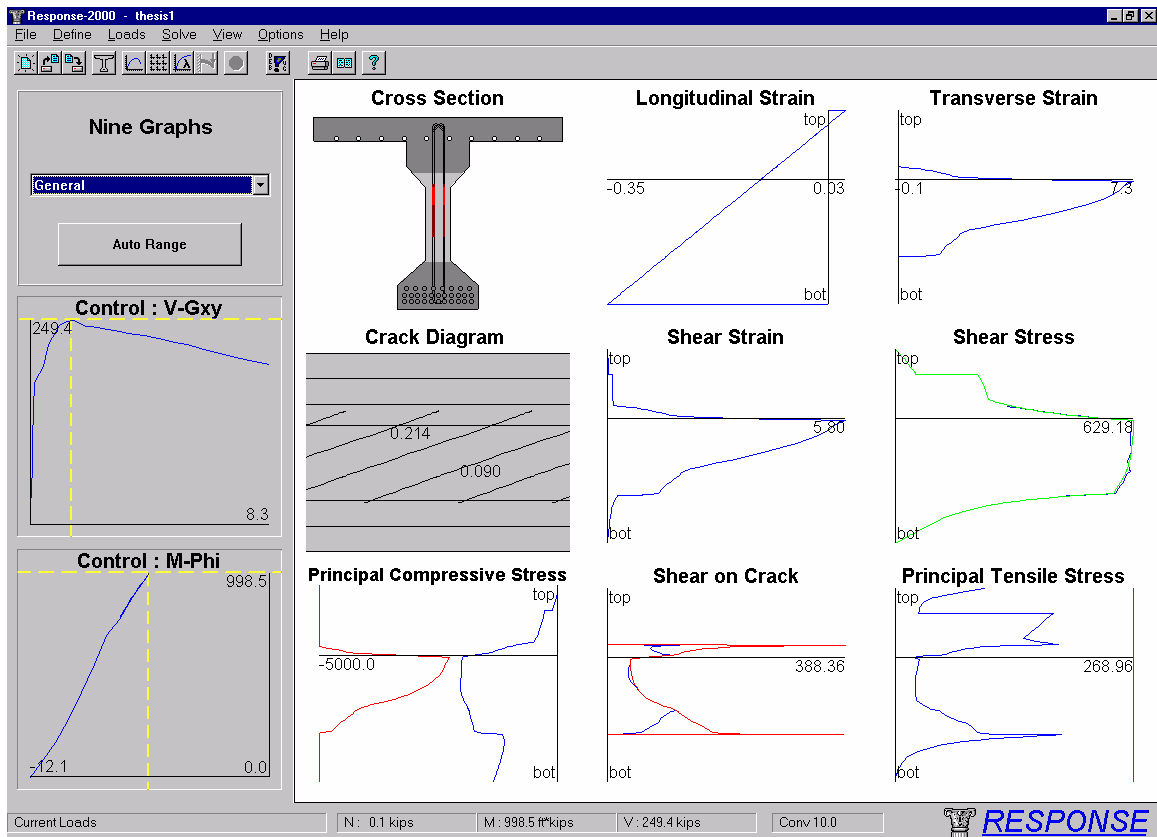 Response-2000 - thesis1
File Define Loads Solve View Options Help
Nine Graphs
General
Auto Range
Control : V-Gxy
249.4
8.3
Control : M-Phi
998.5
-12.1
0.0
Cross Section
Longitudinal Strain
top
-0.35
0.03
bot
Transverse Strain
top
-0.1
7.3
bot
Crack Diagram
0.214
0.090
Shear Strain
top
5.80
bot
Shear Stress
top
629.18
bot
Principal Compressive Stress
top
-5000.0
bot
Shear on Crack
top
388.36
bot
Principal Tensile Stress
top
268.96
bot
Current Loads
N : 0.1 kips
M : 998.5 ft*kips
V : 249.4 kips
Conv 10.0
RESPONSE